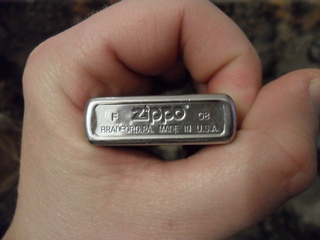 F Zippo® 08
BRADFORD, PA. MADE IN U.S.A.